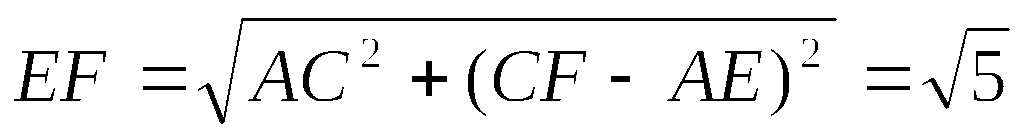 EF = √(AC² + (CF - AE)²) = √5